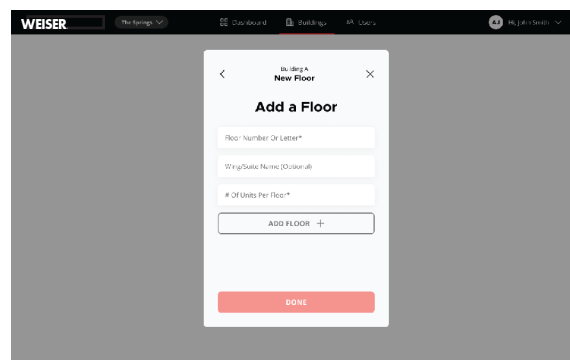 WEISER
The Springs
Dashboard
Buildings
Users
AJ
Hi, John Smith
Building A
New Floor
Add a Floor
Floor Number Or Letter*
Wing/Suite Name (Optional)
# Of Units Per Floor*
ADD FLOOR +
DONE